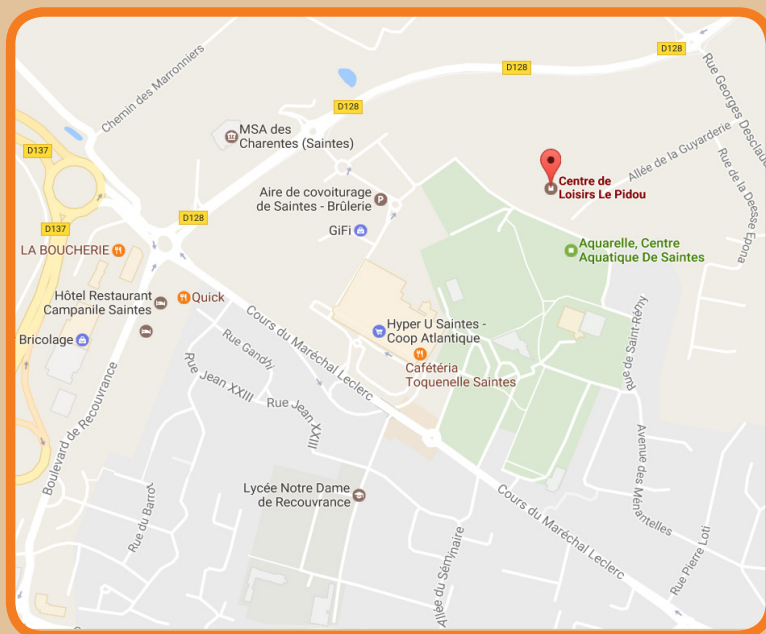 D128
D128
Rue Georges Desclau
Chemin des Marronniers
D128
MSA des
Charentes (Saintes)
Allée de la Guyarderie
D137
Rue de la Deesse Epona
Centre de
Loisirs Le Pidou
Aire de covoiturage
de Saintes - Brûlerie
D128
D137
GiFi
LA BOUCHERIE
Aquarelle, Centre
Aquatique De Saintes
Hôtel Restaurant
Campanile Saintes
Quick
Cours du Maréchal Leclerc
Rue de Saint-Rémy
Hyper U Saintes -
Coop Atlantique
Bricolage
Rue Gandhi
Cafétéria
Toquenelle Saintes
Rue Jean XXIII
Rue Jean XXIII
Boulevard de Recouvrance
Avenue des Ménantelles
Lycée Notre Dame
de Recouvrance
Cours du Maréchal Leclerc
Rue du Barrot
Rue Pierre Loti
Allée du Séminaire